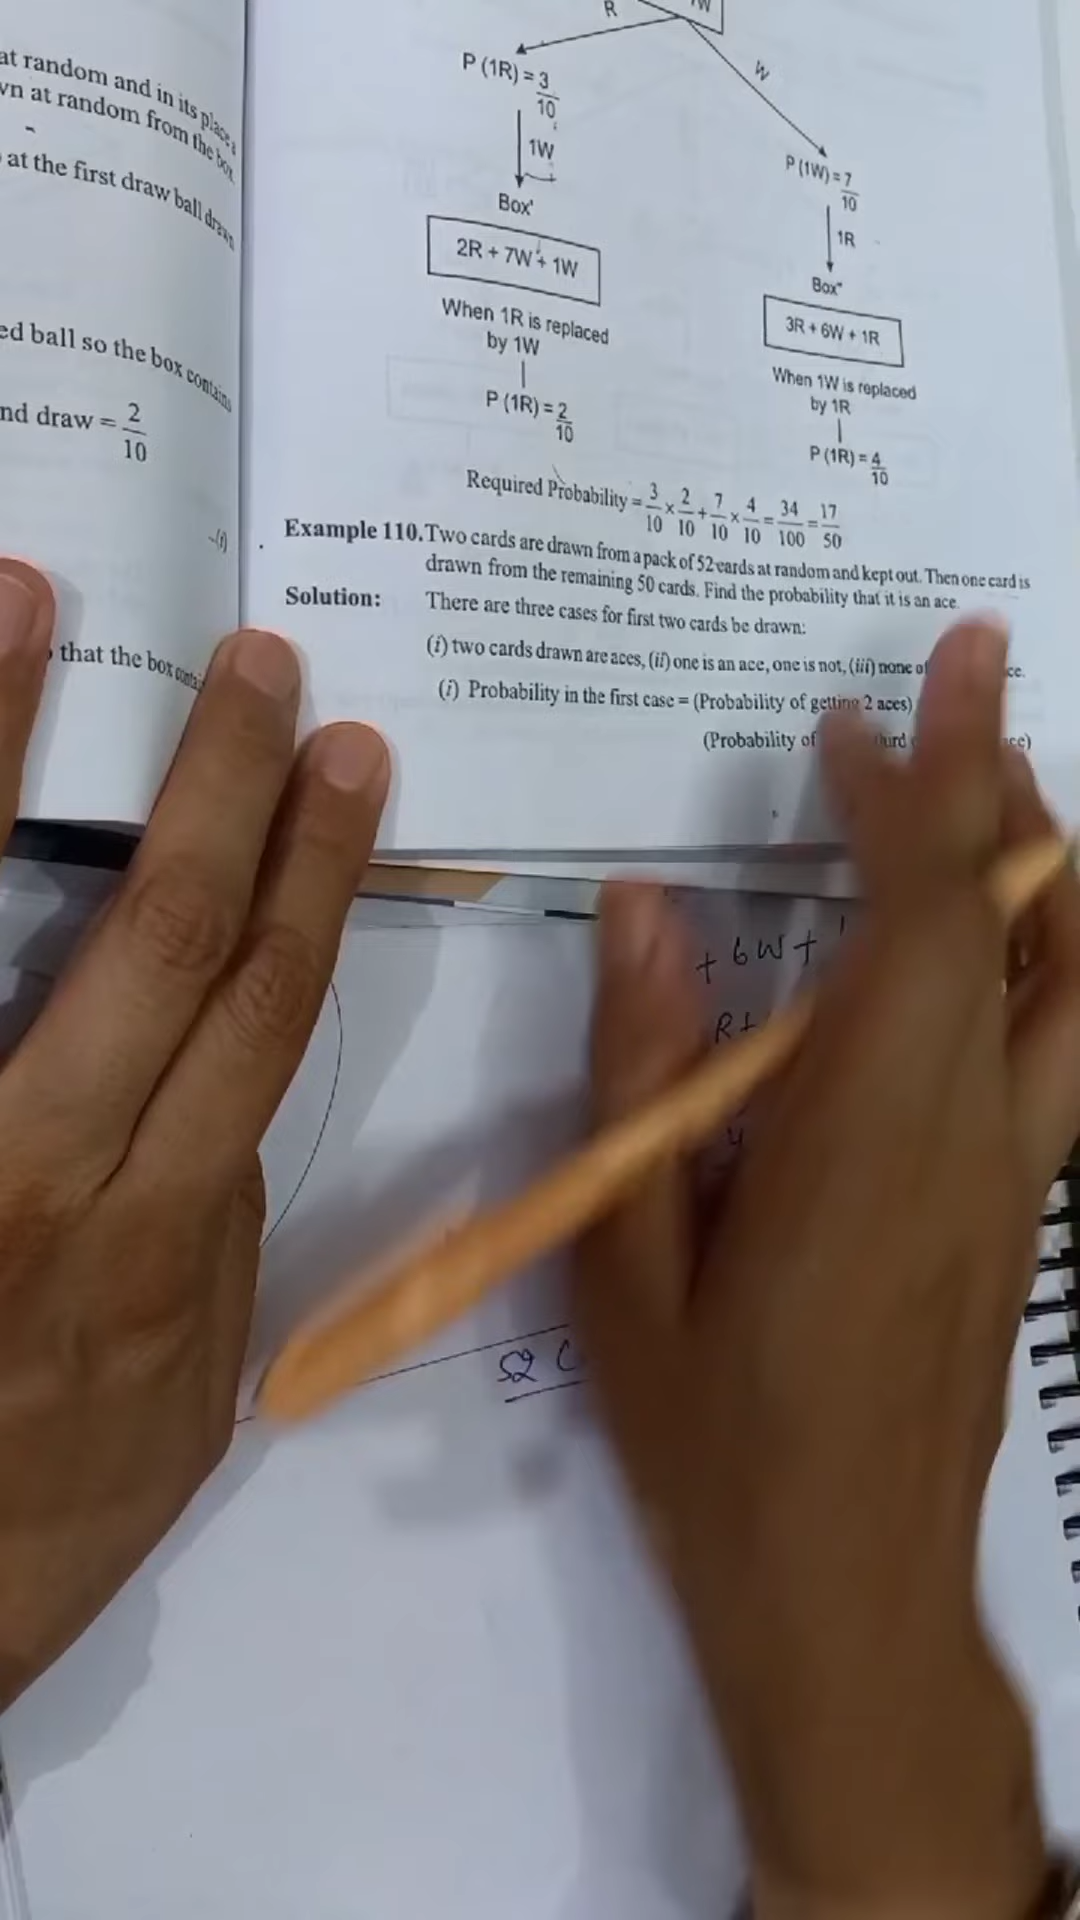 at random and in its place a
wn at random from the box.
at the first draw ball drawn
ed ball so the box contains
nd draw = 2/10
~(i)
that the box
R
W
W
P (1R) = 3/10
1W
Box'
2R + 7W + 1W
When 1R is replaced
by 1W
P (1R) = 2/10
P (1W) = 7/10
1R
Box"
3R + 6W + 1R
When 1W is replaced
by 1R
P (1R) = 4/10
Required Probability = 3/10 × 2/10 + 7/10 × 4/10 = 34/100 = 17/50
Example 110. Two cards are drawn from a pack of 52 cards at random and kept out. Then one card is
drawn from the remaining 50 cards. Find the probability that it is an ace.
Solution: There are three cases for first two cards be drawn:
(i) two cards drawn are aces, (ii) one is an ace, one is not, (iii) none
(i) Probability in the first case = (Probability of getting 2 aces)
(Probability of third
+ 6W +
R+
4
52 C